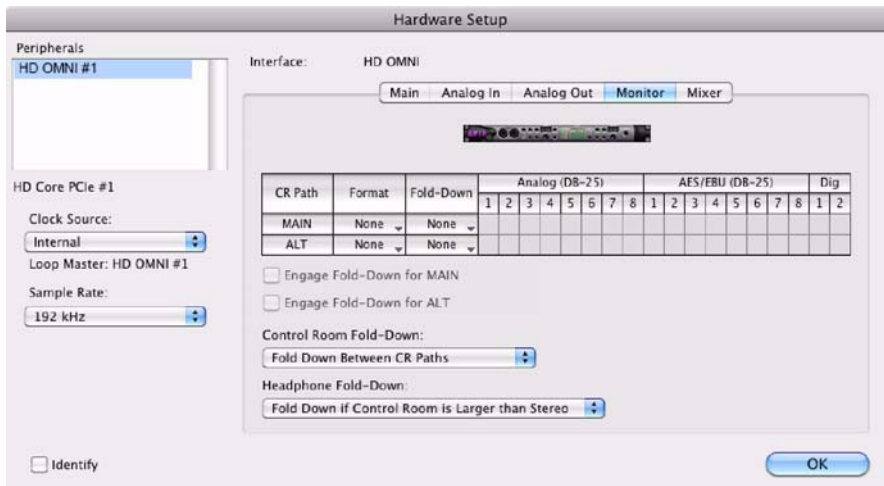 Hardware Setup
Peripherals
HD OMNI #1
Interface: HD OMNI
Main Analog In Analog Out Monitor Mixer
HD Core PCIe #1
Clock Source:
Internal
Loop Master: HD OMNI #1
Sample Rate:
192 kHz
CR Path Format Fold-Down Analog (DB-25) AES/EBU (DB-25) Dig
1 2 3 4 5 6 7 8 1 2 3 4 5 6 7 8 1 2
MAIN None None
ALT None None
Engage Fold-Down for MAIN
Engage Fold-Down for ALT
Control Room Fold-Down:
Fold Down Between CR Paths
Headphone Fold-Down:
Fold Down if Control Room is Larger than Stereo
Identify
OK